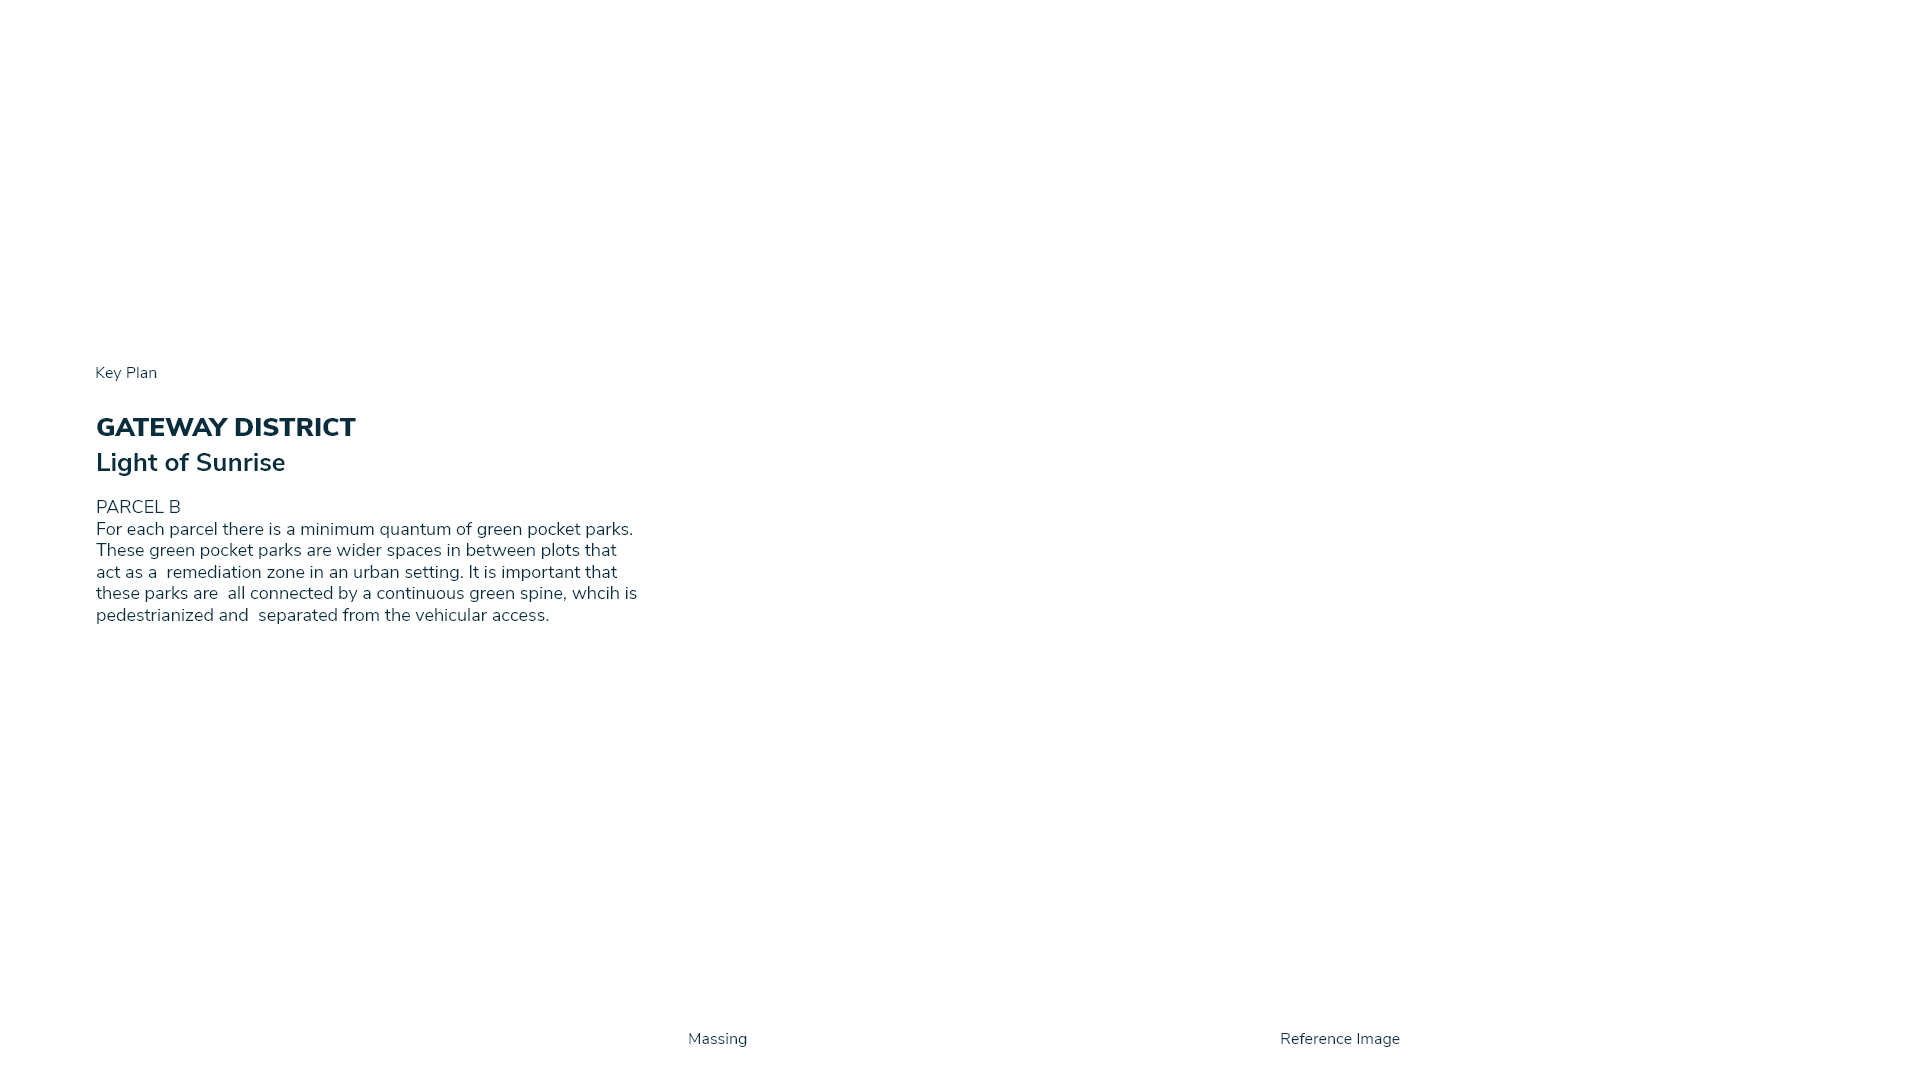 Key Plan
GATEWAY DISTRICT
Light of Sunrise
PARCEL B
For each parcel there is a minimum quantum of green pocket parks.
These green pocket parks are wider spaces in between plots that
act as a  remediation zone in an urban setting. It is important that
these parks are  all connected by a continuous green spine, whcih is
pedestrianized and  separated from the vehicular access.
Massing
Reference Image